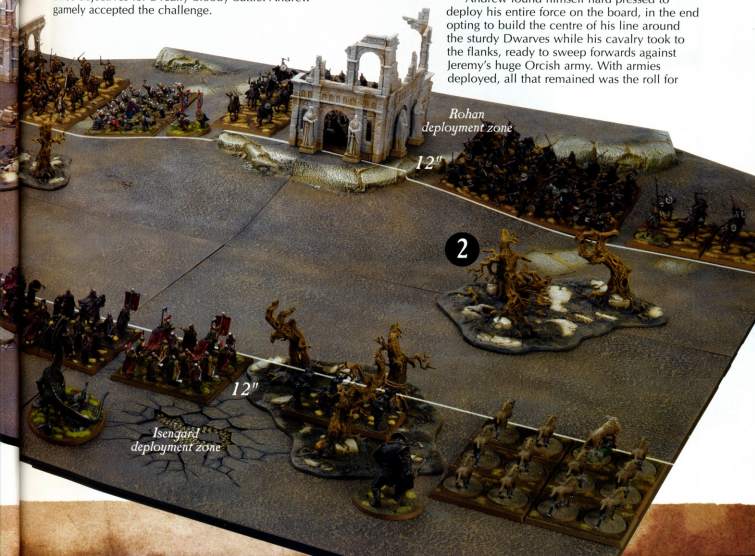 gamely accepted the challenge.
deploy his entire force on the board, in the end
opting to build the centre of his line around
the sturdy Dwarves while his cavalry took to
the flanks, ready to sweep forwards against
Jeremy's huge Orcish army. With armies
deployed, all that remained was the roll for
Rohan
deployment zone
12"
2
12"
Isengard
deployment zone